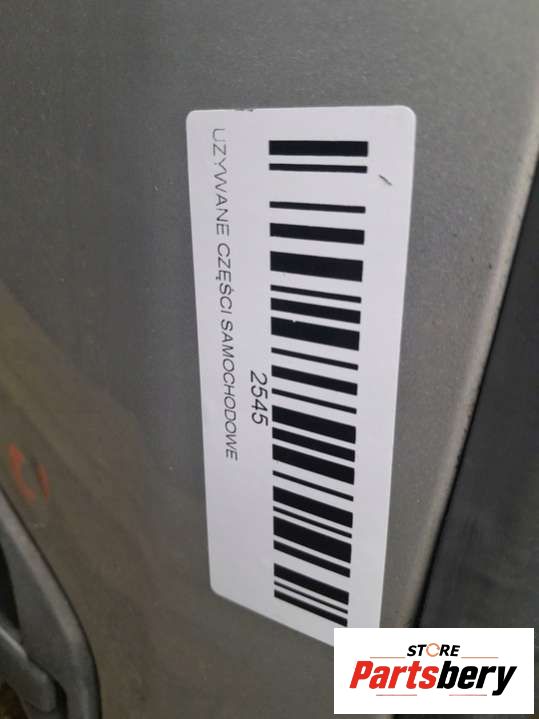 UZYWANE CZĘŚCI SAMOCHODOWE
2545
STORE
Partsbery